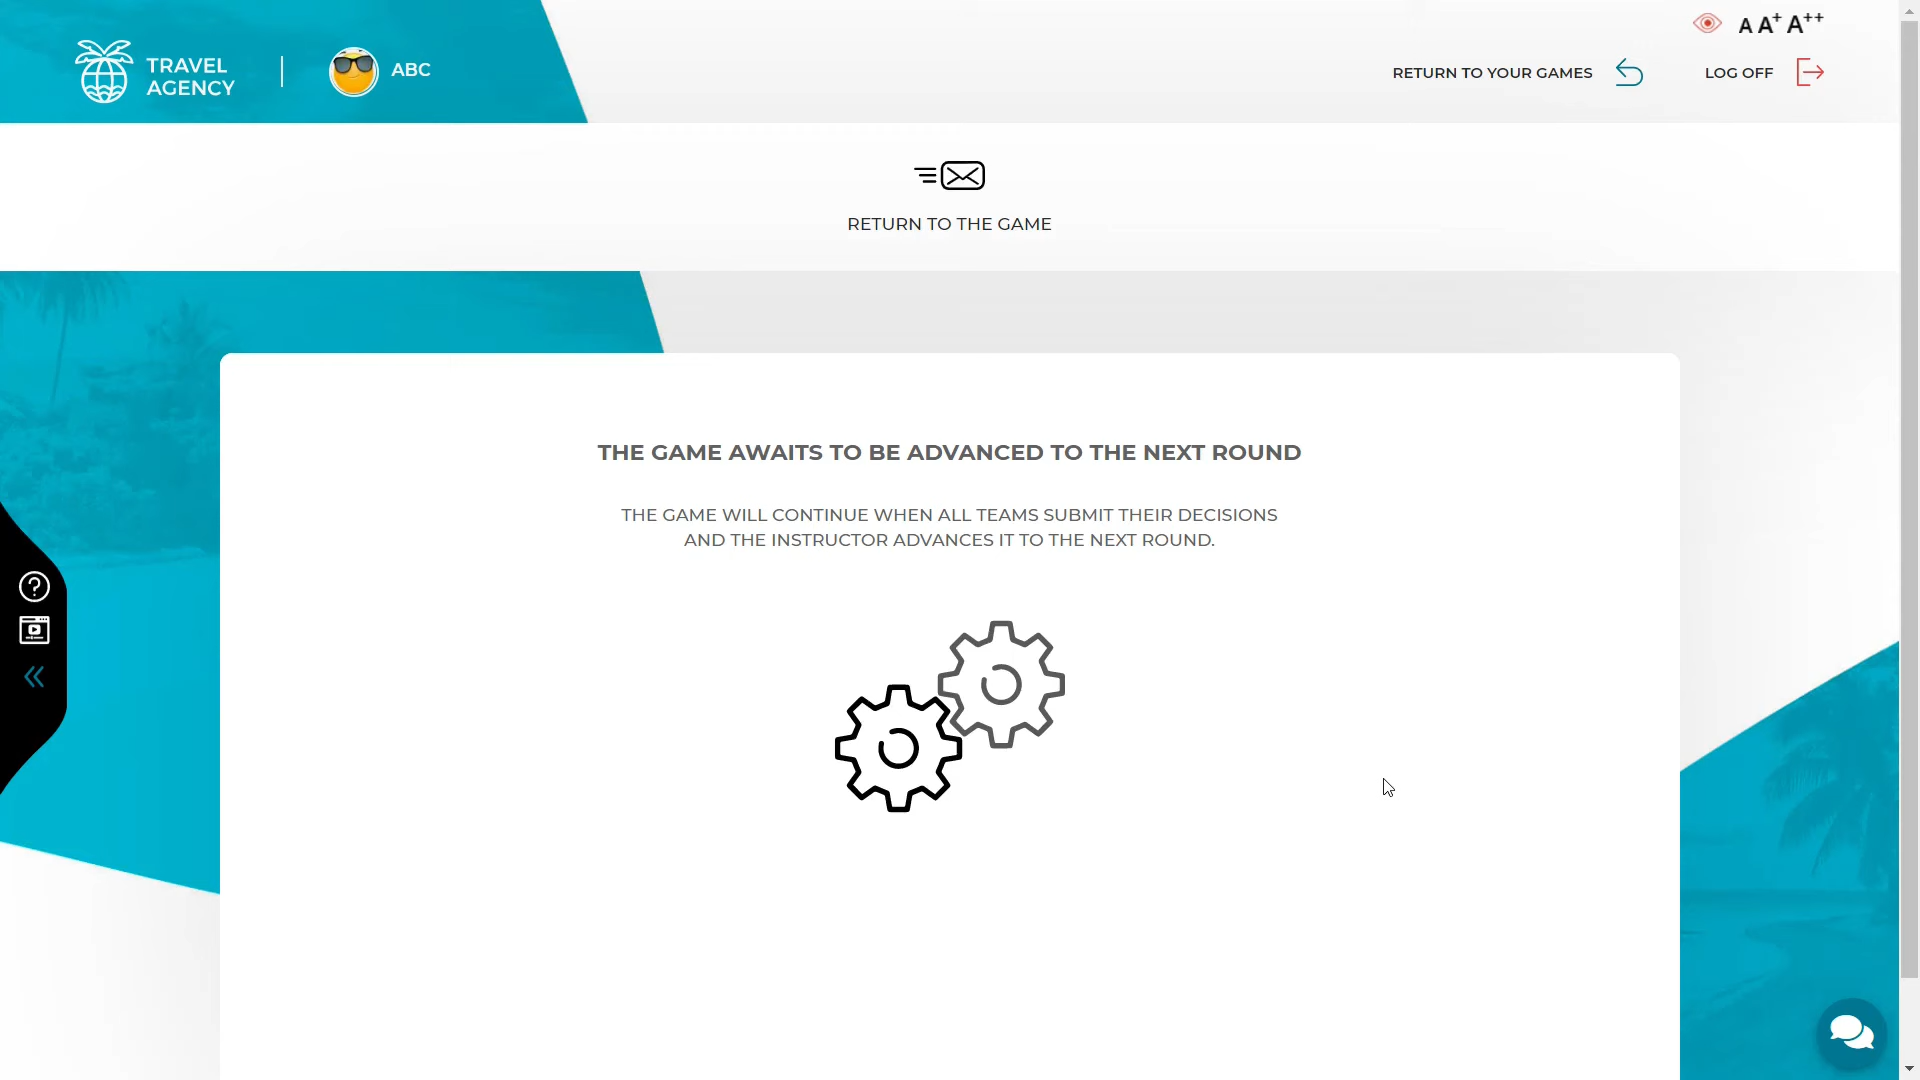 A A+ A++
TRAVEL
AGENCY
ABC
RETURN TO YOUR GAMES
LOG OFF
RETURN TO THE GAME
THE GAME AWAITS TO BE ADVANCED TO THE NEXT ROUND
THE GAME WILL CONTINUE WHEN ALL TEAMS SUBMIT THEIR DECISIONS
AND THE INSTRUCTOR ADVANCES IT TO THE NEXT ROUND.